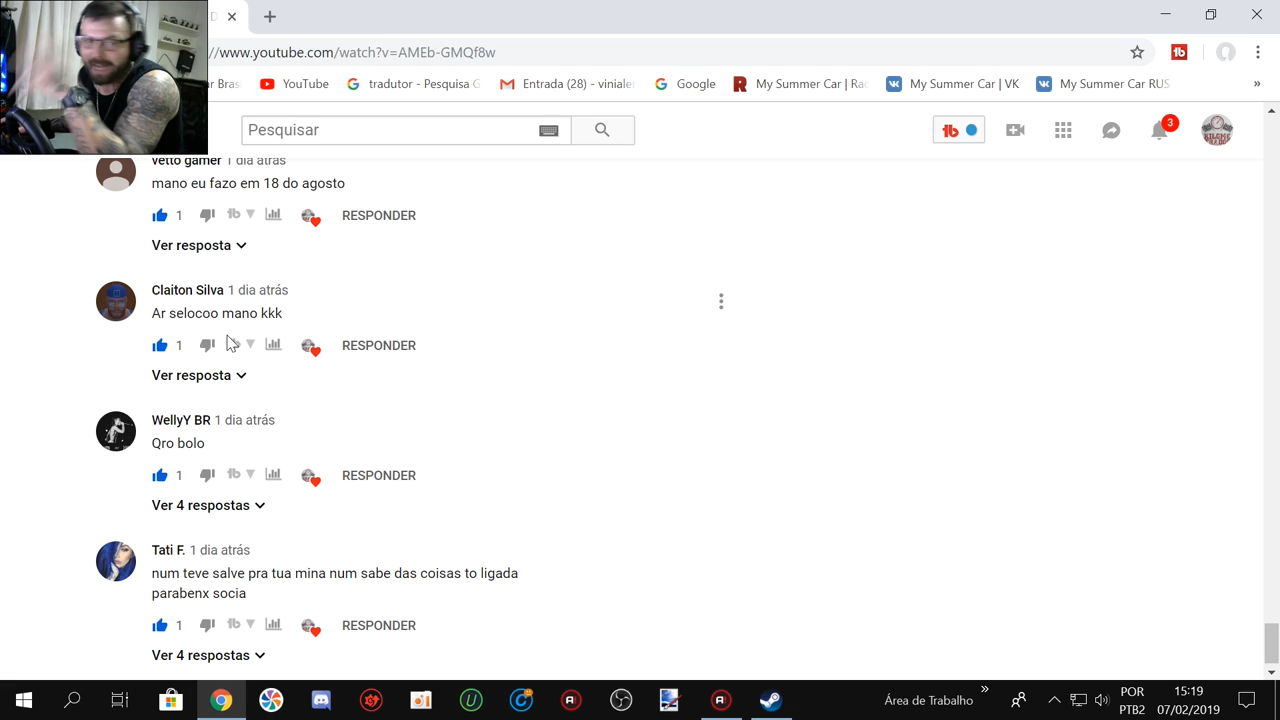 //www.youtube.com/watch?v=AMEb-GMQf8w
ar Bras
YouTube
tradutor - Pesquisa G
Entrada (28) - vinialer
Google
My Summer Car | Rac
My Summer Car | VK
My Summer Car RUS
»
Pesquisar
tb
3
vetto gamer 1 dia atrás
mano eu fazo em 18 do agosto
1
RESPONDER
Ver resposta
Claiton Silva 1 dia atrás
Ar selocoo mano kkk
1
RESPONDER
Ver resposta
WellyY BR 1 dia atrás
Qro bolo
1
RESPONDER
Ver 4 respostas
Tati F. 1 dia atrás
num teve salve pra tua mina num sabe das coisas to ligada
parabenx socia
1
RESPONDER
Ver 4 respostas
Área de Trabalho
»
POR
PTB2
15:19
07/02/2019